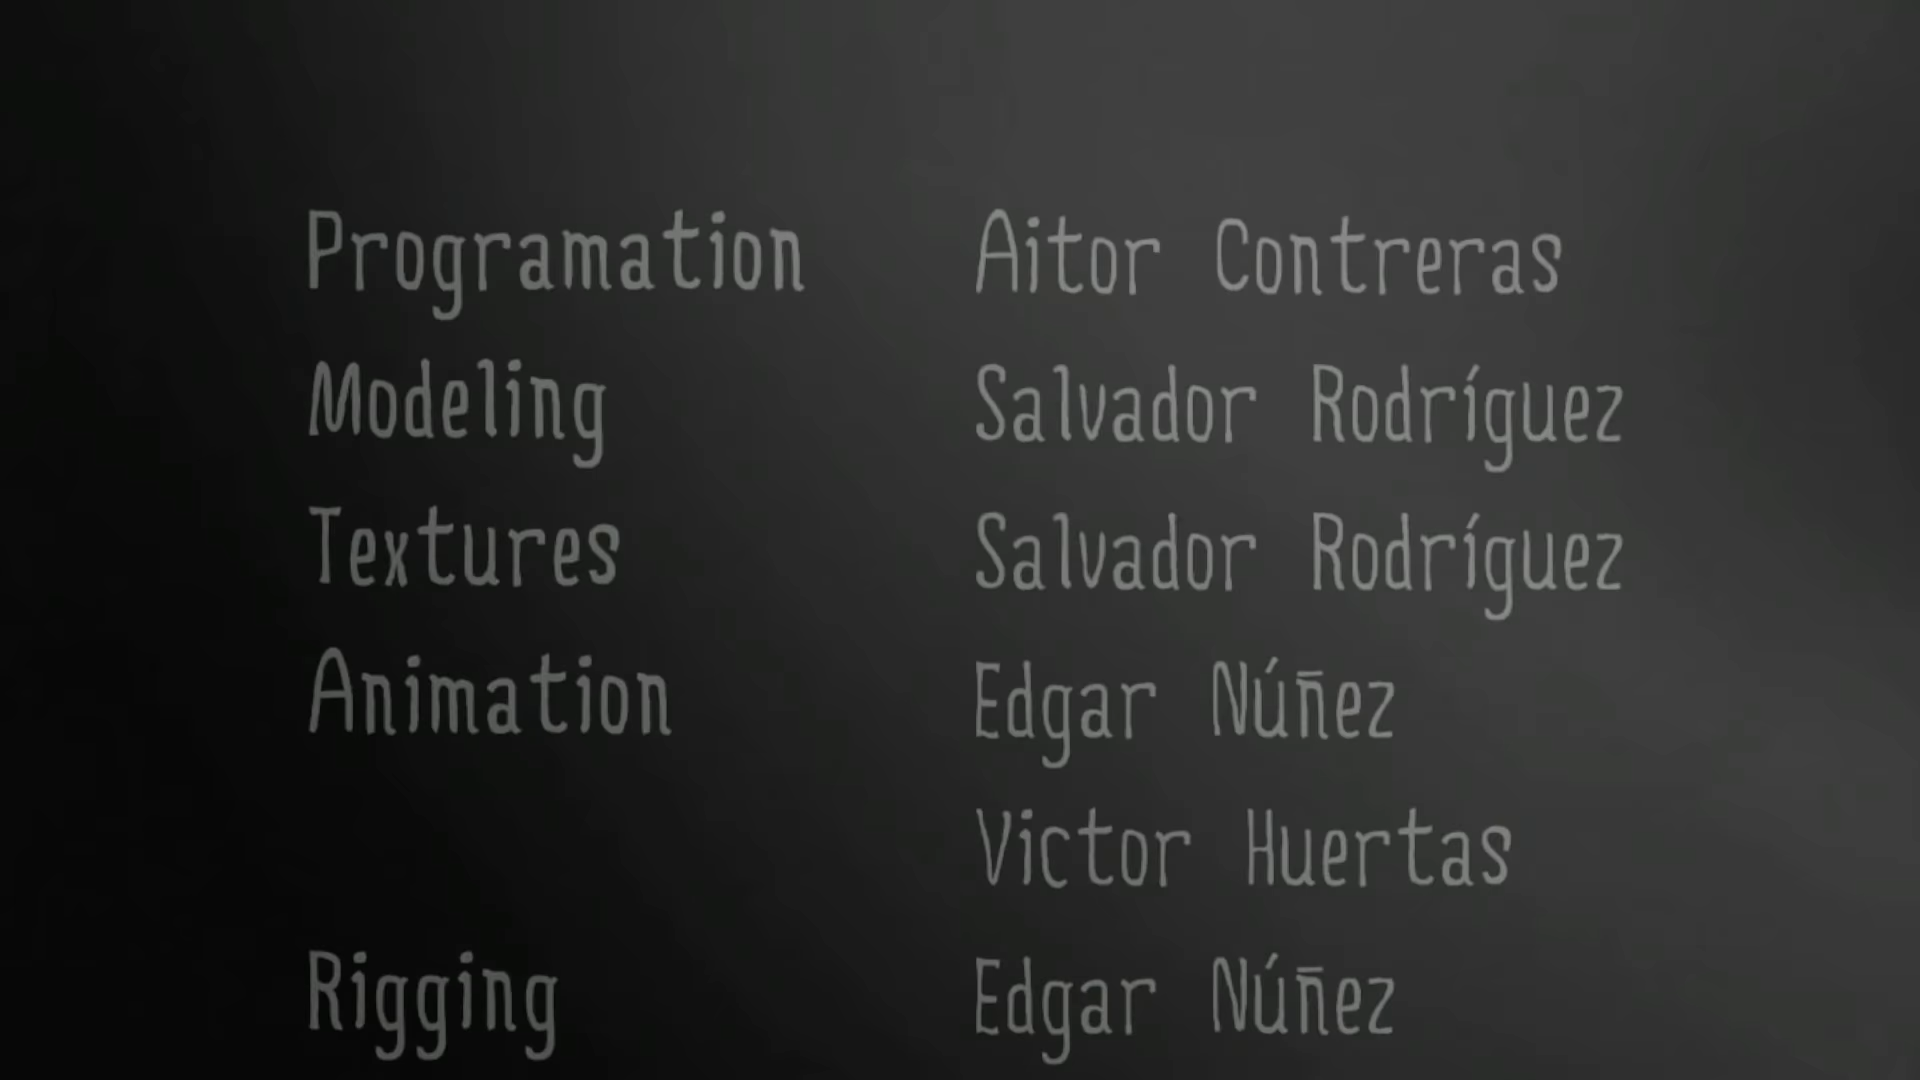 Programation Aitor Contreras
Modeling Salvador Rodríguez
Textures Salvador Rodríguez
Animation Edgar Núñez
Victor Huertas
Rigging Edgar Núñez